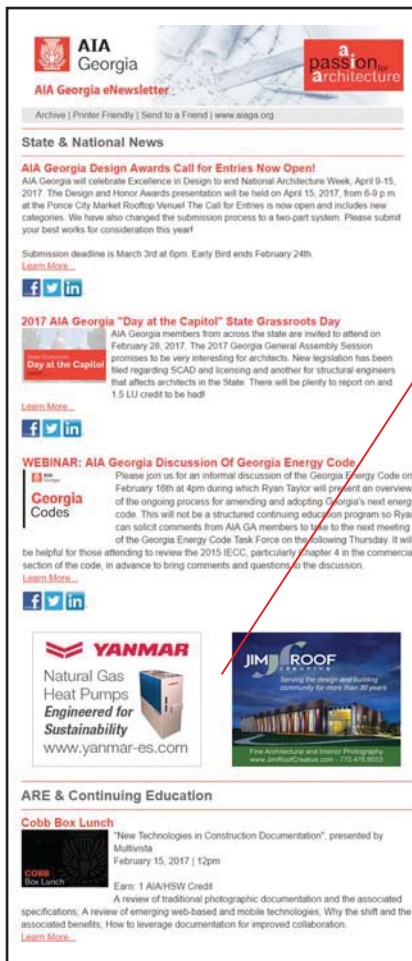 AIA
Georgia
AIA Georgia eNewsletter
a
passion for
architecture
Archive | Printer Friendly | Send to a Friend | www.aiaga.org
State & National News
AIA Georgia Design Awards Call for Entries Now Open!
AIA Georgia will celebrate Excellence in Design to end National Architecture Week, April 9-15,
2017. The Design and Honor Awards presentation will be held on April 15, 2017, from 6-9 p.m.
at the Ponce City Market Rooftop Venue! The Call for Entries is now open and includes new
categories. We have also changed the submission process to a two-part system. Please submit
your best works for consideration this year!
Submission deadline is March 3rd at 6pm. Early Bird ends February 24th.
Learn More...
f in
2017 AIA Georgia "Day at the Capitol" State Grassroots Day
State Grassroots
Day at the Capitol
AIA Georgia members from across the state are invited to attend on
February 28, 2017. The 2017 Georgia General Assembly Session
promises to be very interesting for architects. New legislation has been
filed regarding SCAD and licensing and another for structural engineers
that affects architects in the State. There will be plenty to report on and
1.5 LU credit to be had!
Learn More...
f in
WEBINAR: AIA Georgia Discussion Of Georgia Energy Code
AIA
Georgia
Codes
Please join us for an informal discussion of the Georgia Energy Code on
February 16th at 4pm during which Ryan Taylor will present an overview
of the ongoing process for amending and adopting Georgia's next energy
code. This will not be a structured continuing education program so Ryan
can solicit comments from AIA GA members to take to the next meeting
of the Georgia Energy Code Task Force on the following Thursday. It will
be helpful for those attending to review the 2015 IECC, particularly Chapter 4 in the commercial
section of the code, in advance to bring comments and questions to the discussion.
Learn More...
f in
YANMAR
Natural Gas
Heat Pumps
Engineered for
Sustainability
www.yanmar-es.com
JIM ROOF
CREATIVE
Serving the design and building
community for more than 30 years
Fine Architectural and Interior Photography
www.JimRoofCreative.com - 770.476.8553
ARE & Continuing Education
Cobb Box Lunch
COBB
Box Lunch
"New Technologies in Construction Documentation", presented by
Multivista
February 15, 2017 | 12pm
Earn: 1 AIA/HSW Credit
A review of traditional photographic documentation and the associated
specifications; A review of emerging web-based and mobile technologies; Why the shift and the
associated benefits; How to leverage documentation for improved collaboration.
Learn More...